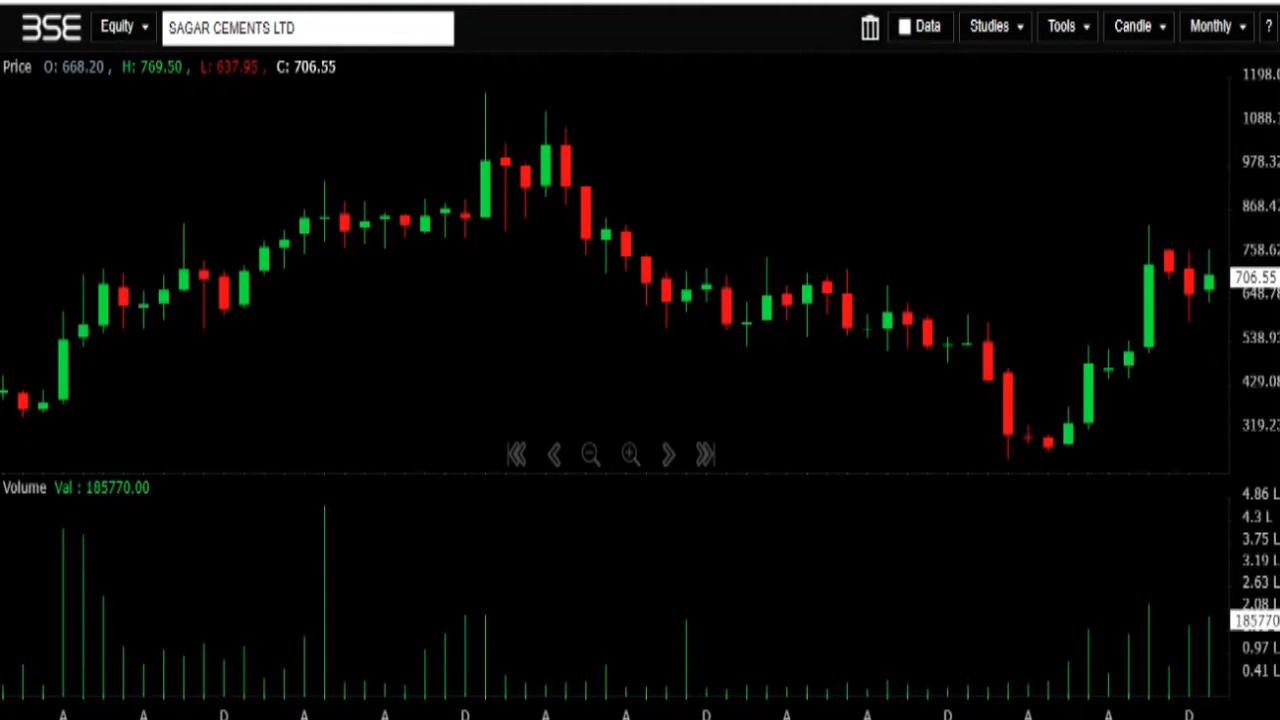 BSE Equity SAGAR CEMENTS LTD Data Studies Tools Candle Monthly ?
Price O: 668.20 , H: 769.50 , L: 637.95 , C: 706.55
1198.0
1088.
978.32
868.47
758.62
706.55
648.78
538.93
429.08
319.23
Volume Val : 185770.00
4.86 L
4.3 L
3.75 L
3.19 L
2.63 L
2.08 L
185770
0.97 L
0.41 L
A A D A A D A A D A A D A A D